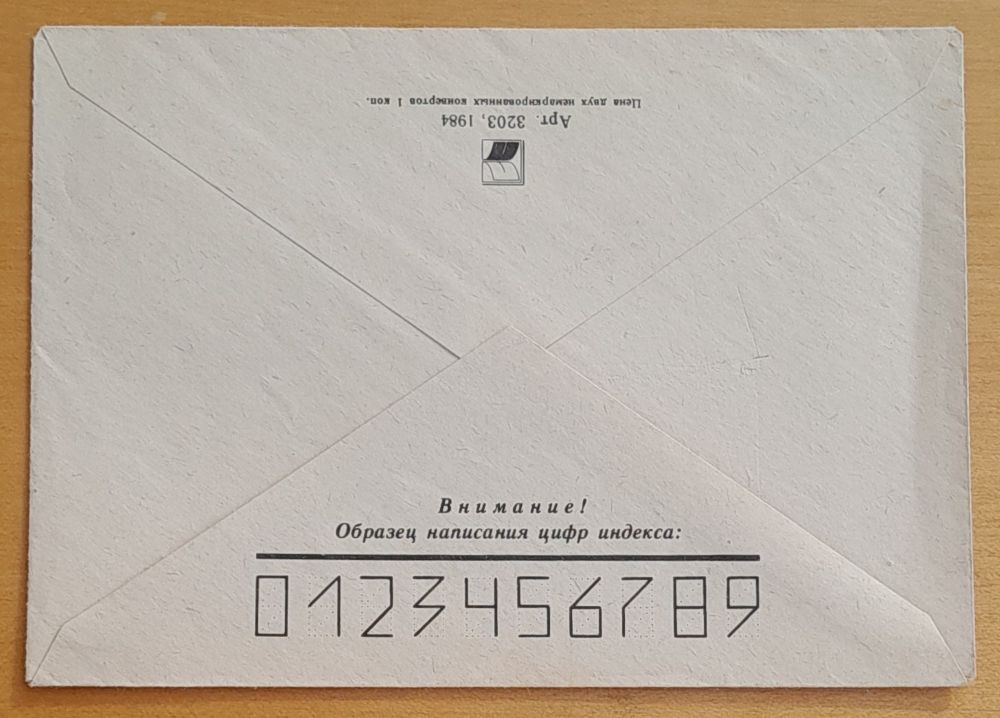 Внимание!
Образец написания цифр индекса:
0123456789
Арт. 3203, 1984
Цена двух немаркированных конвертов 1 коп.